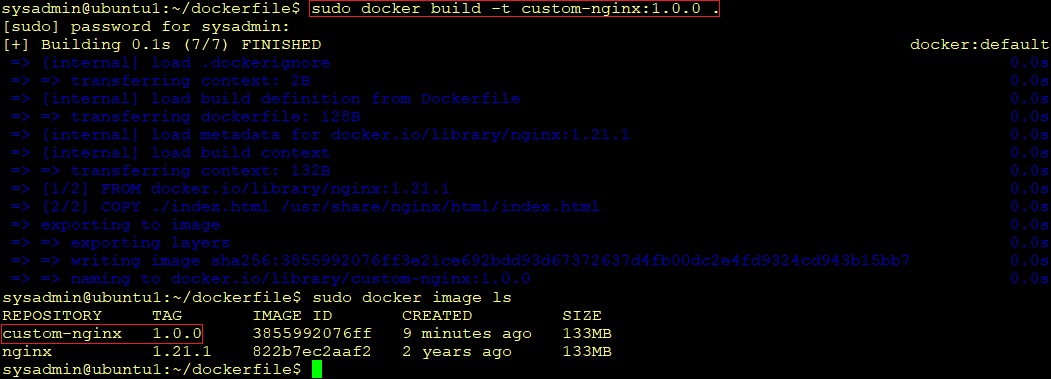 sysadmin@ubuntu1:~/dockerfile$ sudo docker build -t custom-nginx:1.0.0 .
[sudo] password for sysadmin:
[+] Building 0.1s (7/7) FINISHED docker:default
=> [internal] load .dockerignore 0.0s
=> => transferring context: 2B 0.0s
=> [internal] load build definition from Dockerfile 0.0s
=> => transferring dockerfile: 128B 0.0s
=> [internal] load metadata for docker.io/library/nginx:1.21.1 0.0s
=> [internal] load build context 0.0s
=> => transferring context: 132B 0.0s
=> [1/2] FROM docker.io/library/nginx:1.21.1 0.0s
=> [2/2] COPY ./index.html /usr/share/nginx/html/index.html 0.0s
=> exporting to image 0.0s
=> => exporting layers 0.0s
=> => writing image sha256:3855992076ff3e21ce692bdd93d67372637d4fb00dc2e4fd9324cd943b15bb7 0.0s
=> => naming to docker.io/library/custom-nginx:1.0.0 0.0s
sysadmin@ubuntu1:~/dockerfile$ sudo docker image ls
REPOSITORY TAG IMAGE ID CREATED SIZE
custom-nginx 1.0.0 3855992076ff 9 minutes ago 133MB
nginx 1.21.1 822b7ec2aaf2 2 years ago 133MB
sysadmin@ubuntu1:~/dockerfile$